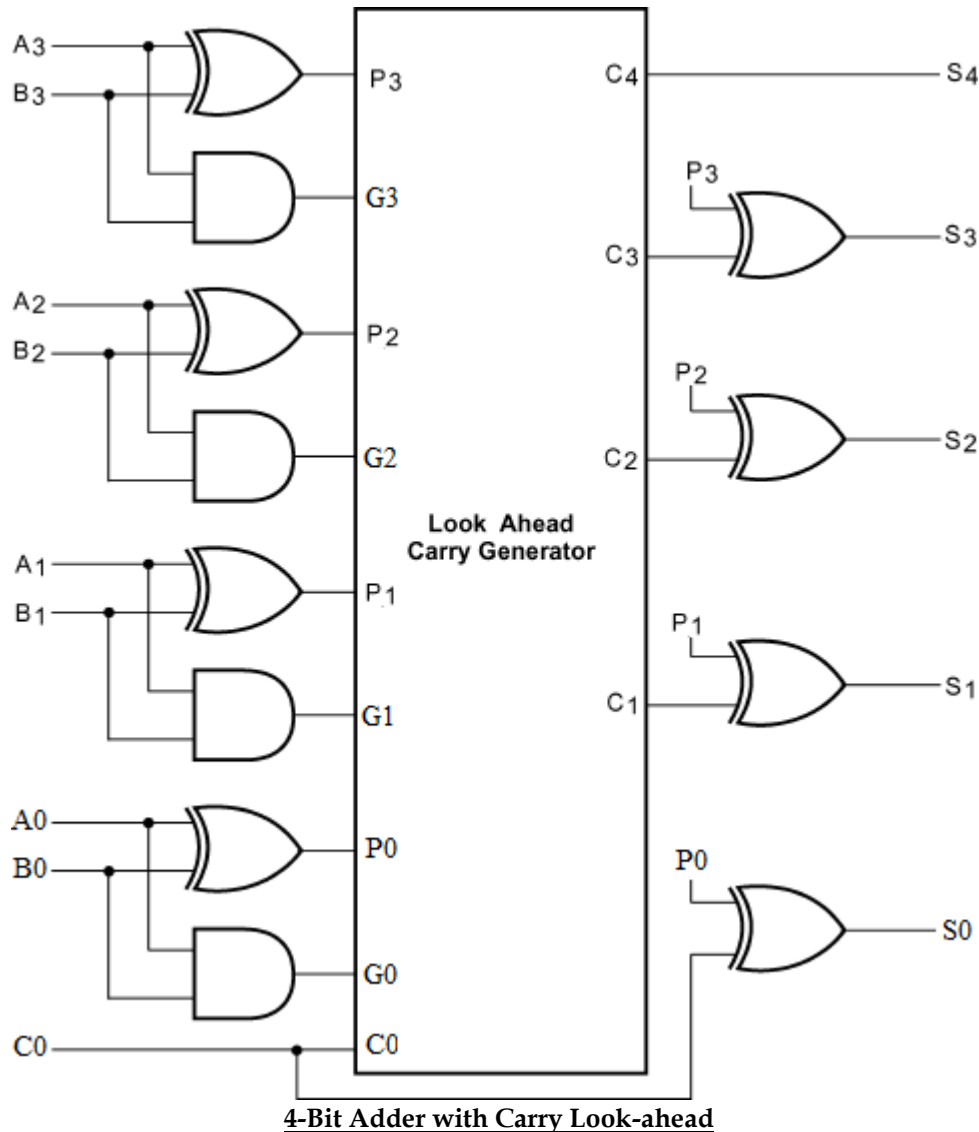 A3
P3
C4
S4
B3
P3
G3
S3
C3
A2
P2
B2
P2
S2
G2
C2
Look Ahead
Carry Generator
A1
P1
B1
P1
S1
G1
C1
A0
P0
B0
P0
S0
G0
C0
C0
4-Bit Adder with Carry Look-ahead